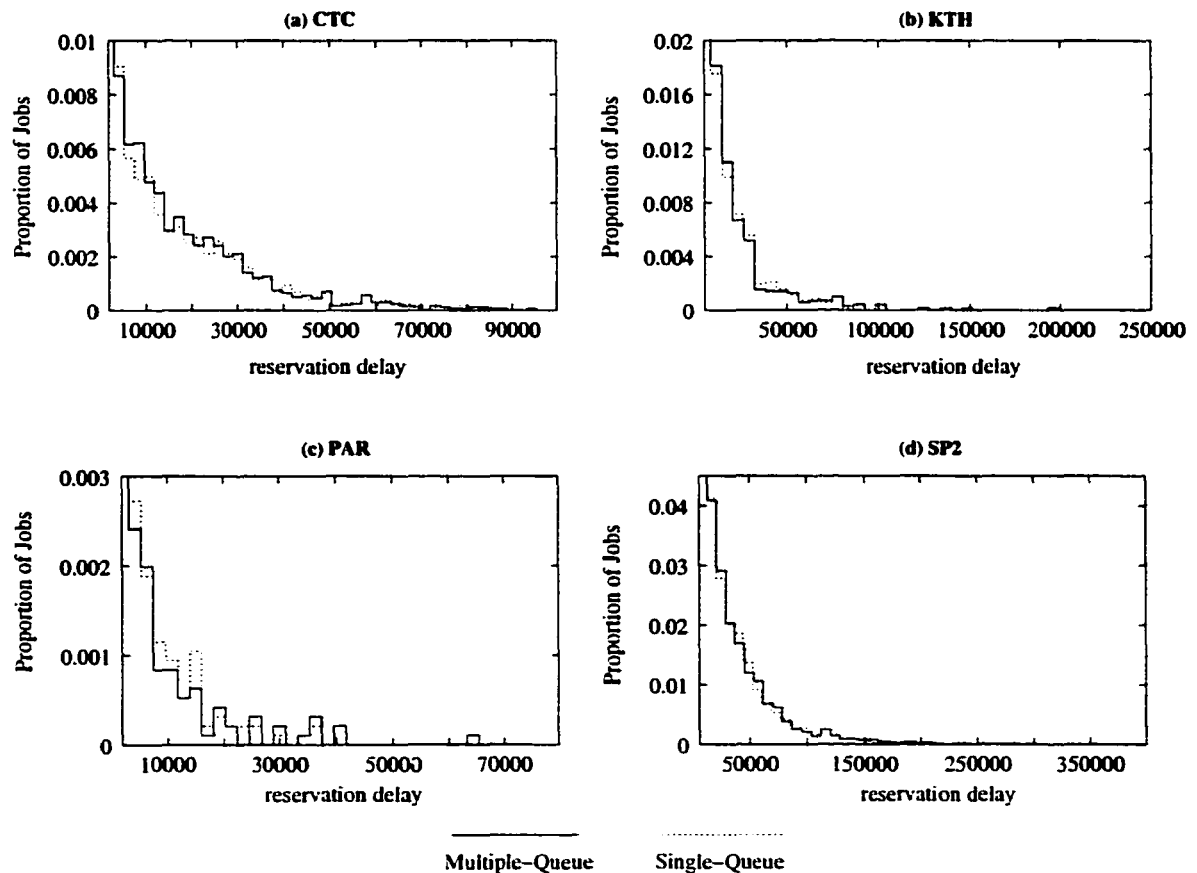 (a) CTC
0.01
0.008
0.006
0.004
0.002
0
Proportion of Jobs
10000 30000 50000 70000 90000
reservation delay
(b) KTH
0.02
0.016
0.012
0.008
0.004
0
Proportion of Jobs
50000 100000 150000 200000 250000
reservation delay
(c) PAR
0.003
0.002
0.001
0
Proportion of Jobs
10000 30000 50000 70000
reservation delay
(d) SP2
0.04
0.03
0.02
0.01
0
Proportion of Jobs
50000 150000 250000 350000
reservation delay
Multiple-Queue Single-Queue